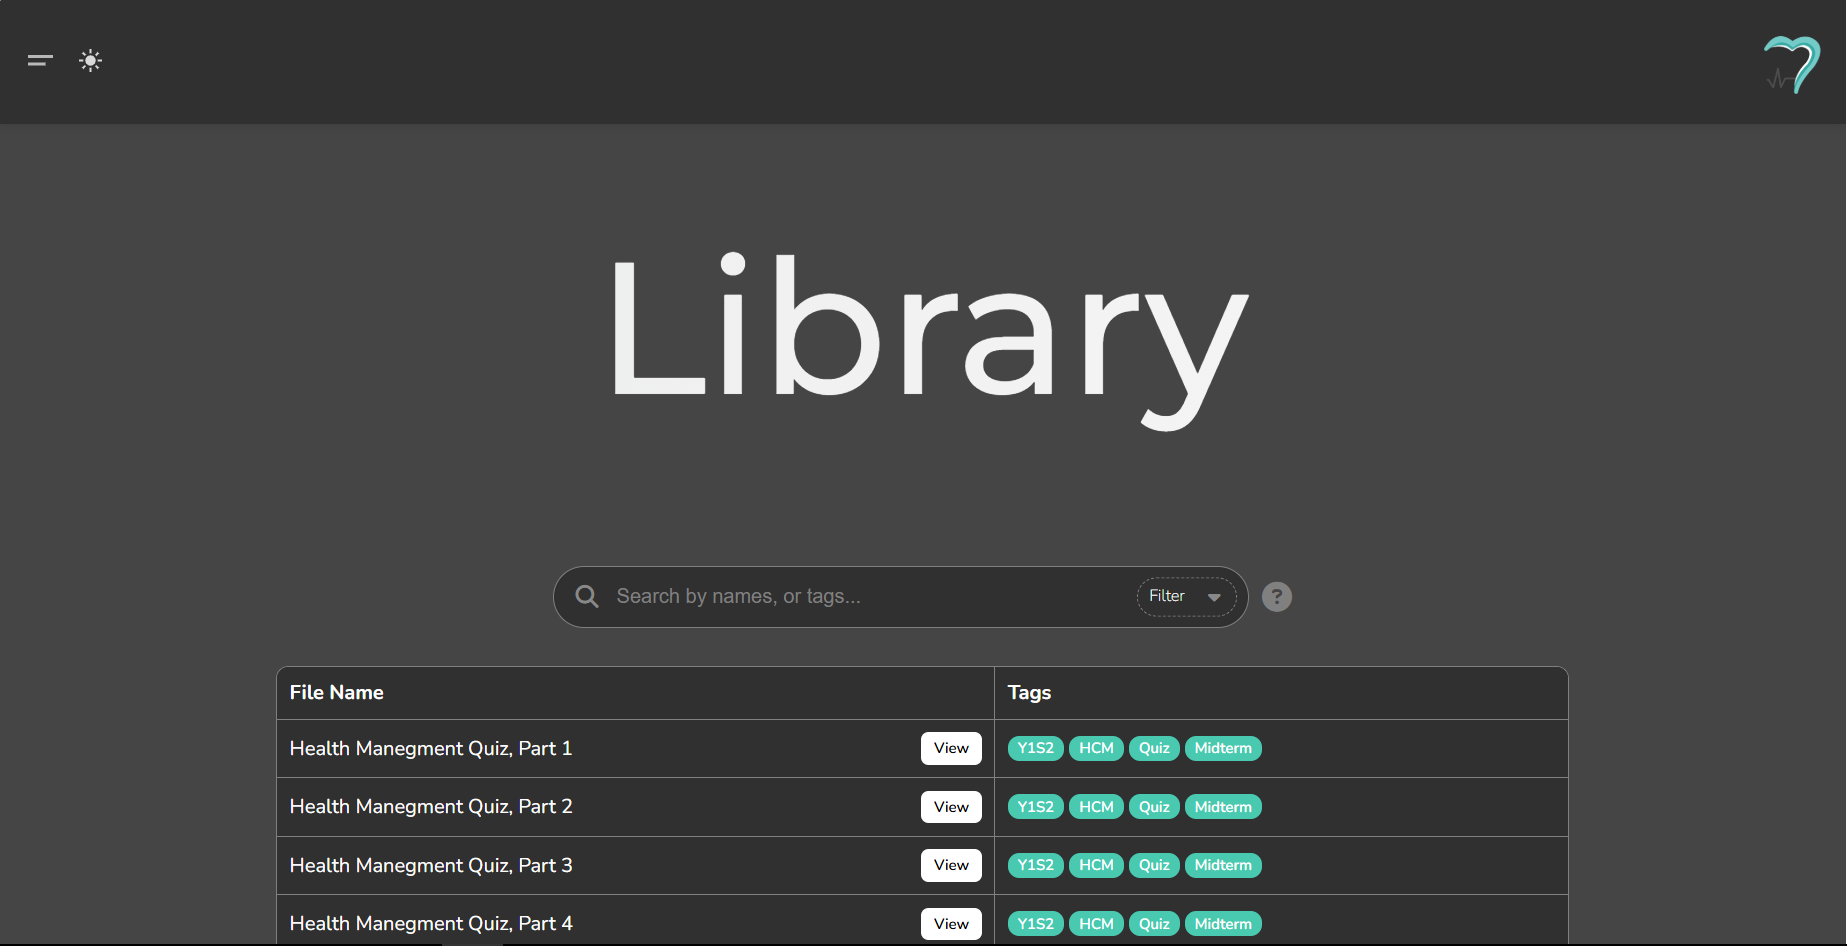 Library
Search by names, or tags...
Filter
?
File Name
Tags
Health Manegment Quiz, Part 1
View
Y1S2 HCM Quiz Midterm
Health Manegment Quiz, Part 2
View
Y1S2 HCM Quiz Midterm
Health Manegment Quiz, Part 3
View
Y1S2 HCM Quiz Midterm
Health Manegment Quiz, Part 4
View
Y1S2 HCM Quiz Midterm